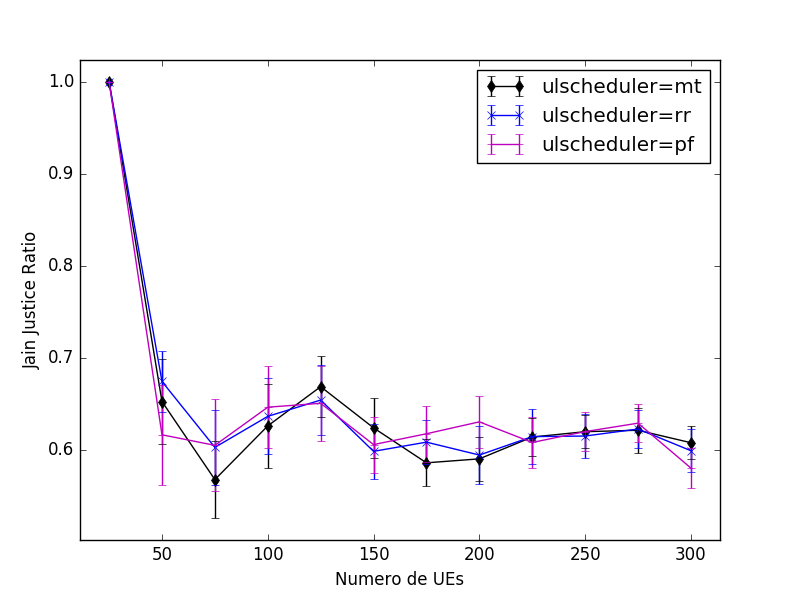 1.0
0.9
0.8
0.7
0.6
Jain Justice Ratio
ulscheduler=mt
ulscheduler=rr
ulscheduler=pf
50
100
150
200
250
300
Numero de UEs